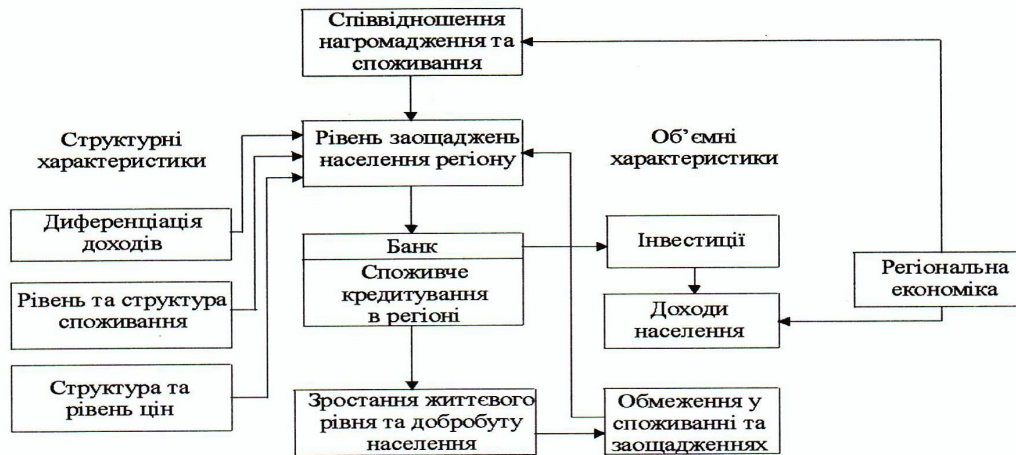 Співвідношення
нагромадження та
споживання
Структурні
характеристики
Рівень заощаджень
населення регіону
Об’ємні
характеристики
Диференціація
доходів
Банк
Споживче
кредитування
в регіоні
Інвестиції
Регіональна
економіка
Рівень та структура
споживання
Доходи
населення
Структура та
рівень цін
Зростання життєвого
рівня та добробуту
населення
Обмеження у
споживанні та
заощадженнях